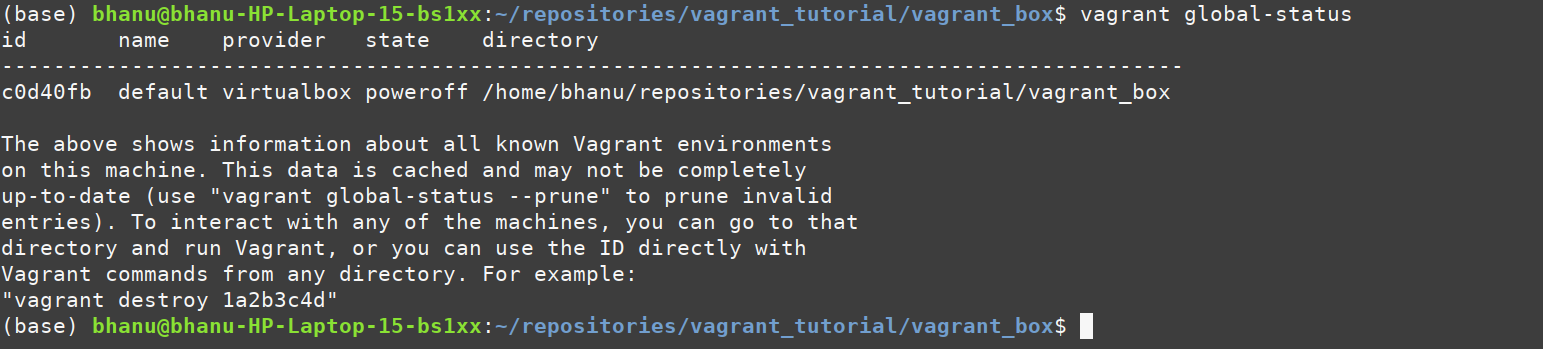 (base) bhanu@bhanu-HP-Laptop-15-bs1xx:~/repositories/vagrant_tutorial/vagrant_box$ vagrant global-status
id       name    provider   state    directory
-------------------------------------------------------------------------------------------
c0d40fb  default virtualbox poweroff /home/bhanu/repositories/vagrant_tutorial/vagrant_box
The above shows information about all known Vagrant environments
on this machine. This data is cached and may not be completely
up-to-date (use "vagrant global-status --prune" to prune invalid
entries). To interact with any of the machines, you can go to that
directory and run Vagrant, or you can use the ID directly with
Vagrant commands from any directory. For example:
"vagrant destroy 1a2b3c4d"
(base) bhanu@bhanu-HP-Laptop-15-bs1xx:~/repositories/vagrant_tutorial/vagrant_box$